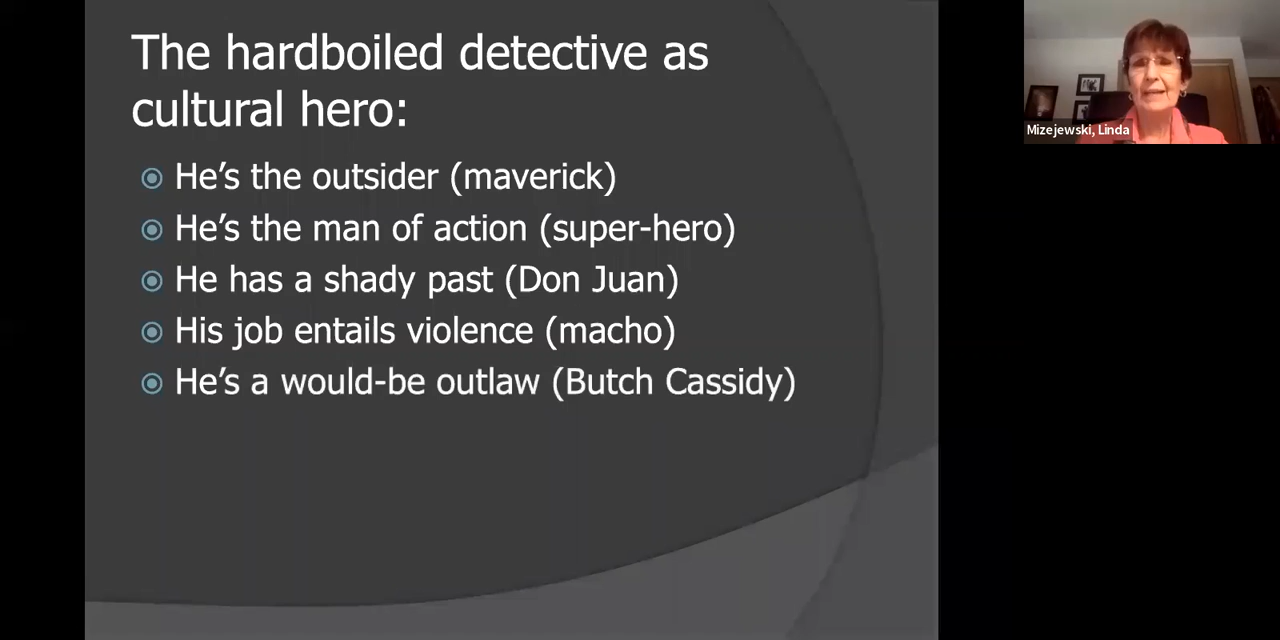 The hardboiled detective as
cultural hero:
He’s the outsider (maverick)
He’s the man of action (super-hero)
He has a shady past (Don Juan)
His job entails violence (macho)
He’s a would-be outlaw (Butch Cassidy)
Mizejewski, Linda